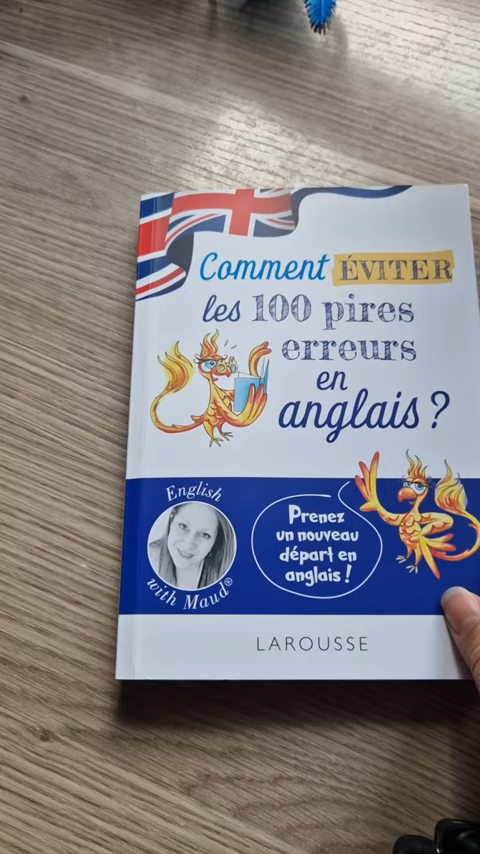 Comment ÉVITER
les 100 pires
erreurs
en
anglais ?
English
with Maud®
Prenez
un nouveau
départ en
anglais !
LAROUSSE